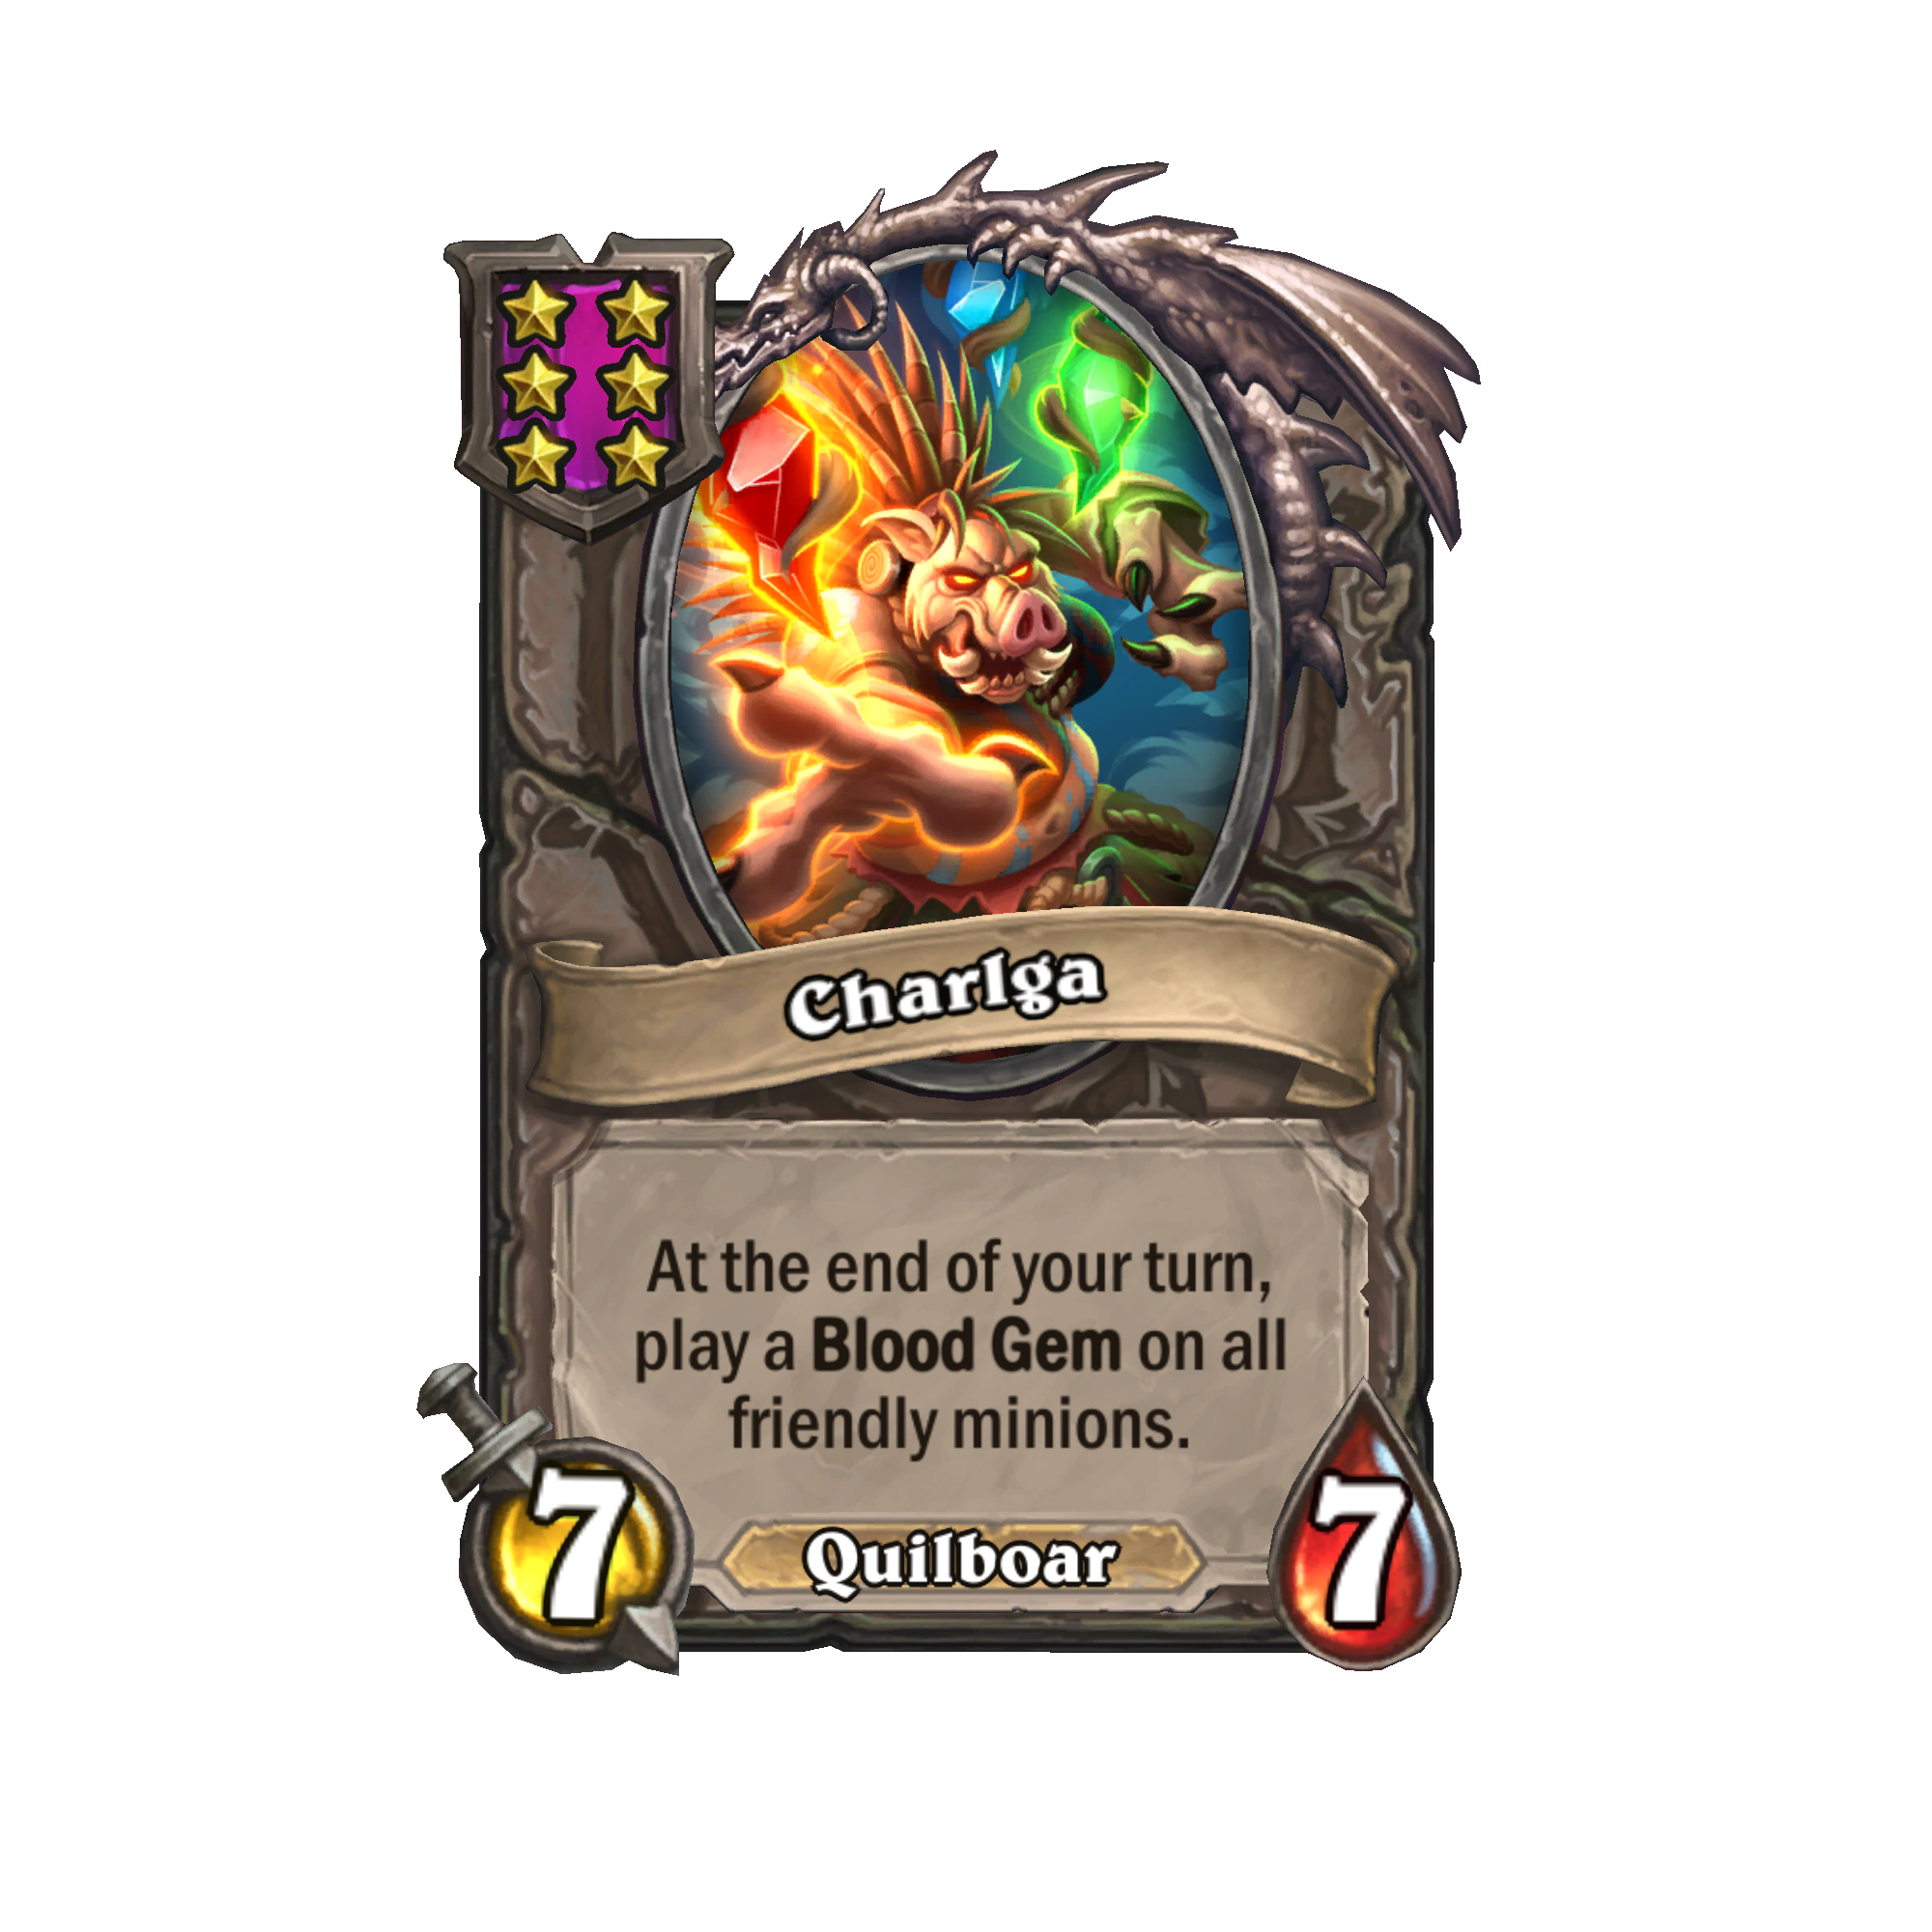 Charlga
At the end of your turn,
play a Blood Gem on all
friendly minions.
7
Quilboar
7